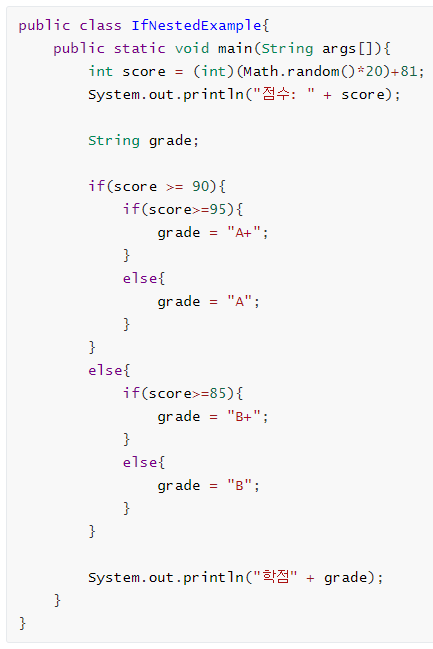 public class IfNestedExample{
public static void main(String args[]){
int score = (int)(Math.random()*20)+81;
System.out.println("점수: " + score);
String grade;
if(score >= 90){
if(score>=95){
grade = "A+";
}
else{
grade = "A";
}
}
else{
if(score>=85){
grade = "B+";
}
else{
grade = "B";
}
}
System.out.println("학점" + grade);
}
}